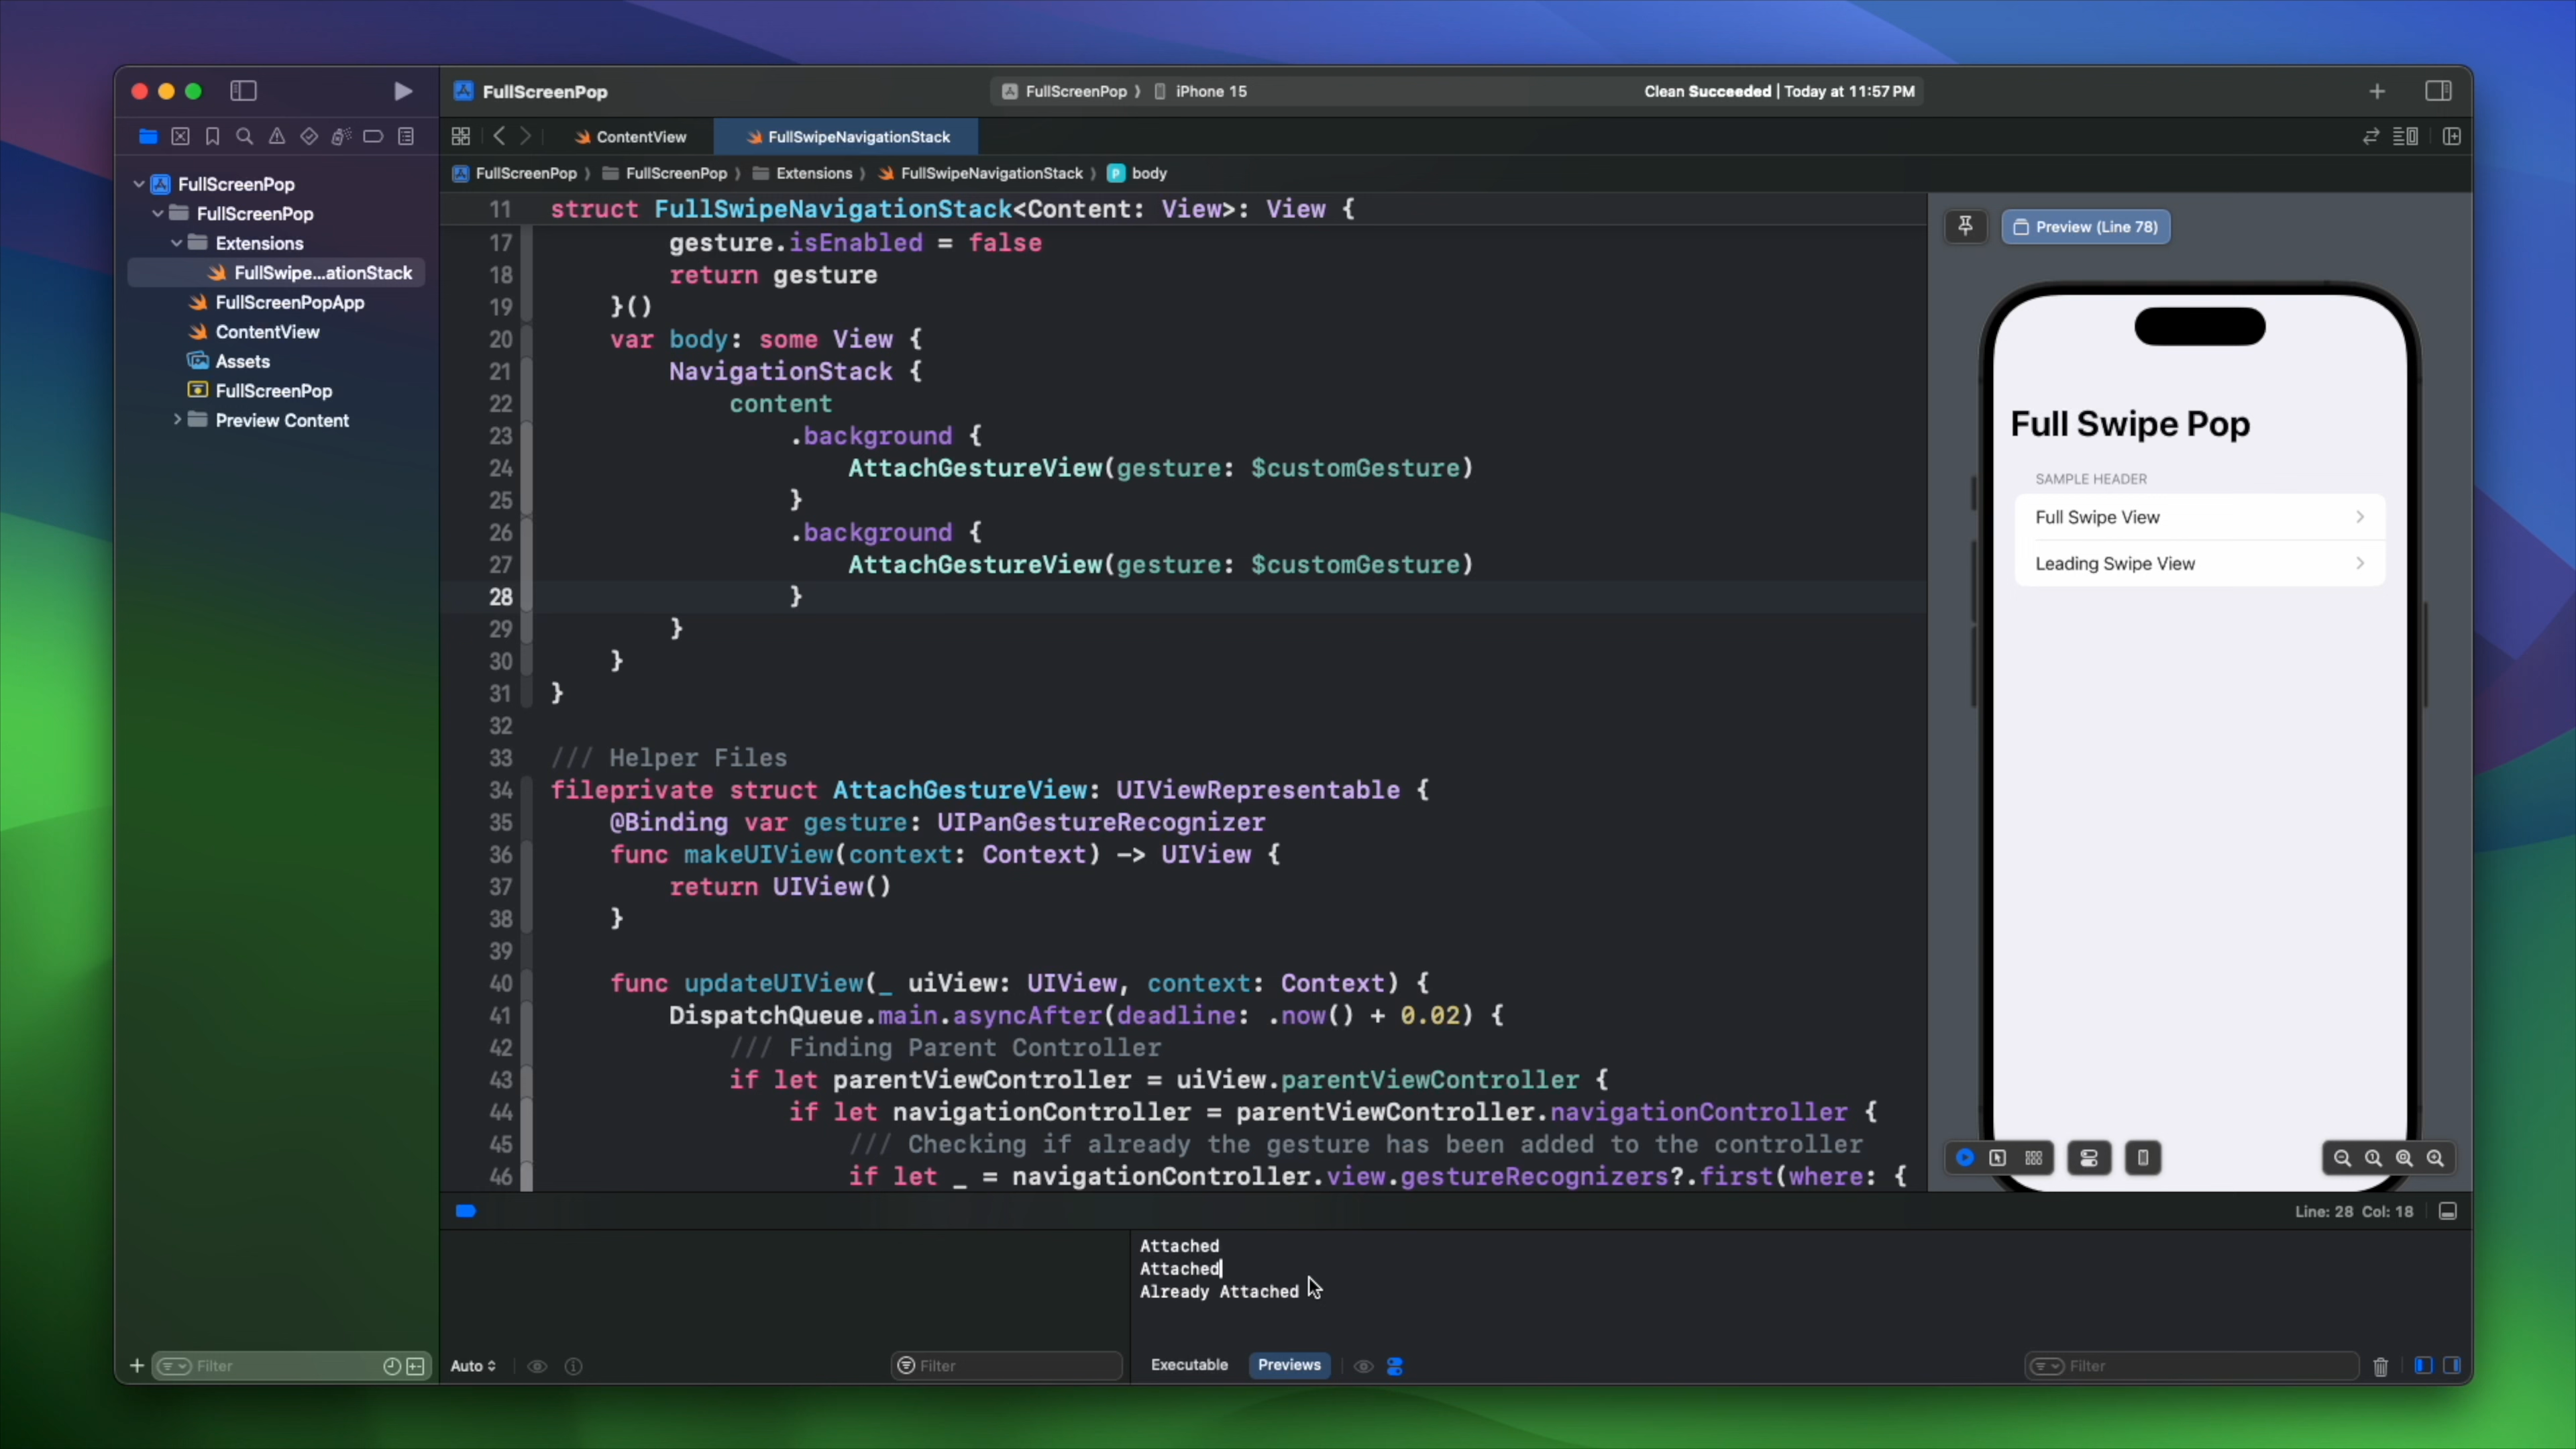 FullScreenPop
FullScreenPop
iPhone 15
Clean Succeeded | Today at 11:57 PM
ContentView
FullSwipeNavigationStack
FullScreenPop
FullScreenPop
Extensions
FullSwipeNavigationStack
P body
FullScreenPop
FullScreenPop
Extensions
FullSwipe...ationStack
FullScreenPopApp
ContentView
Assets
FullScreenPop
Preview Content
Filter
11 struct FullSwipeNavigationStack<Content: View>: View {
17 gesture.isEnabled = false
18 return gesture
19 }()
20 var body: some View {
21 NavigationStack {
22 content
23 .background {
24 AttachGestureView(gesture: $customGesture)
25 }
26 .background {
27 AttachGestureView(gesture: $customGesture)
28 }
29 }
30 }
31 }
32
33 /// Helper Files
34 fileprivate struct AttachGestureView: UIViewRepresentable {
35 @Binding var gesture: UIPanGestureRecognizer
36 func makeUIView(context: Context) -> UIView {
37 return UIView()
38 }
39
40 func updateUIView(_ uiView: UIView, context: Context) {
41 DispatchQueue.main.asyncAfter(deadline: .now() + 0.02) {
42 /// Finding Parent Controller
43 if let parentViewController = uiView.parentViewController {
44 if let navigationController = parentViewController.navigationController {
45 /// Checking if already the gesture has been added to the controller
46 if let _ = navigationController.view.gestureRecognizers?.first(where: {
Preview (Line 78)
Full Swipe Pop
SAMPLE HEADER
Full Swipe View
Leading Swipe View
Line: 28 Col: 18
Attached
Attached
Already Attached
Auto
Filter
Executable
Previews
Filter